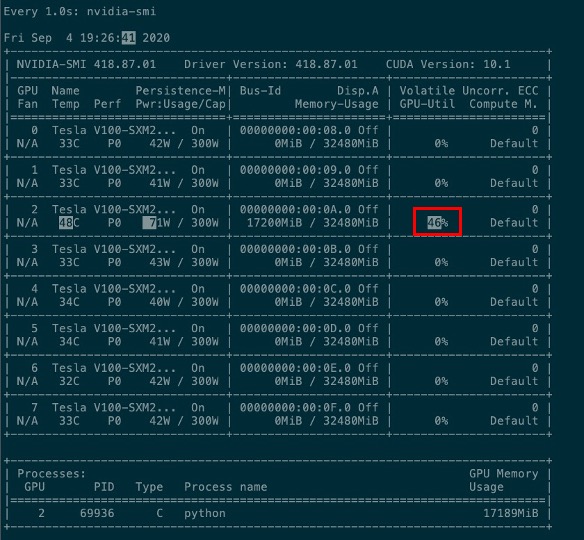 Every 1.0s: nvidia-smi
Fri Sep  4 19:26:41 2020
NVIDIA-SMI 418.87.01    Driver Version: 418.87.01    CUDA Version: 10.1
GPU  Name        Persistence-M| Bus-Id        Disp.A | Volatile Uncorr. ECC
Fan  Temp  Perf  Pwr:Usage/Cap|         Memory-Usage | GPU-Util  Compute M.
0  Tesla V100-SXM2...  On   | 00000000:00:08.0 Off |                    0
N/A   33C    P0    42W / 300W |      0MiB / 32480MiB |      0%      Default
1  Tesla V100-SXM2...  On   | 00000000:00:09.0 Off |                    0
N/A   33C    P0    41W / 300W |      0MiB / 32480MiB |      0%      Default
2  Tesla V100-SXM2...  On   | 00000000:00:0A.0 Off |                    0
N/A   48C    P0    71W / 300W |  17200MiB / 32480MiB |     46%      Default
3  Tesla V100-SXM2...  On   | 00000000:00:0B.0 Off |                    0
N/A   33C    P0    43W / 300W |      0MiB / 32480MiB |      0%      Default
4  Tesla V100-SXM2...  On   | 00000000:00:0C.0 Off |                    0
N/A   34C    P0    40W / 300W |      0MiB / 32480MiB |      0%      Default
5  Tesla V100-SXM2...  On   | 00000000:00:0D.0 Off |                    0
N/A   34C    P0    41W / 300W |      0MiB / 32480MiB |      0%      Default
6  Tesla V100-SXM2...  On   | 00000000:00:0E.0 Off |                    0
N/A   32C    P0    42W / 300W |      0MiB / 32480MiB |      0%      Default
7  Tesla V100-SXM2...  On   | 00000000:00:0F.0 Off |                    0
N/A   33C    P0    42W / 300W |      0MiB / 32480MiB |      0%      Default
Processes:                                                       GPU Memory
GPU       PID   Type   Process name                             Usage
2     69936      C   python                                     17189MiB